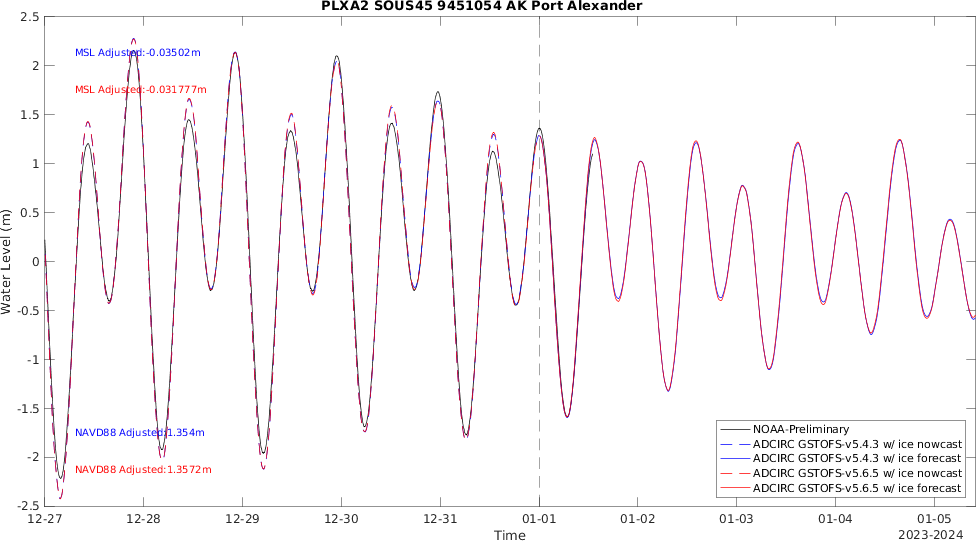 PLXA2 SOUS45 9451054 AK Port Alexander
2.5
2
1.5
1
0.5
0
-0.5
-1
-1.5
-2
-2.5
Water Level (m)
MSL Adjusted:-0.03502m
MSL Adjusted:-0.031777m
NAVD88 Adjusted:1.354m
NAVD88 Adjusted:1.3572m
NOAA-Preliminary
ADCIRC GSTOFS-v5.4.3 w/ ice nowcast
ADCIRC GSTOFS-v5.4.3 w/ ice forecast
ADCIRC GSTOFS-v5.6.5 w/ ice nowcast
ADCIRC GSTOFS-v5.6.5 w/ ice forecast
12-27 12-28 12-29 12-30 12-31 01-01 01-02 01-03 01-04 01-05
Time
2023-2024